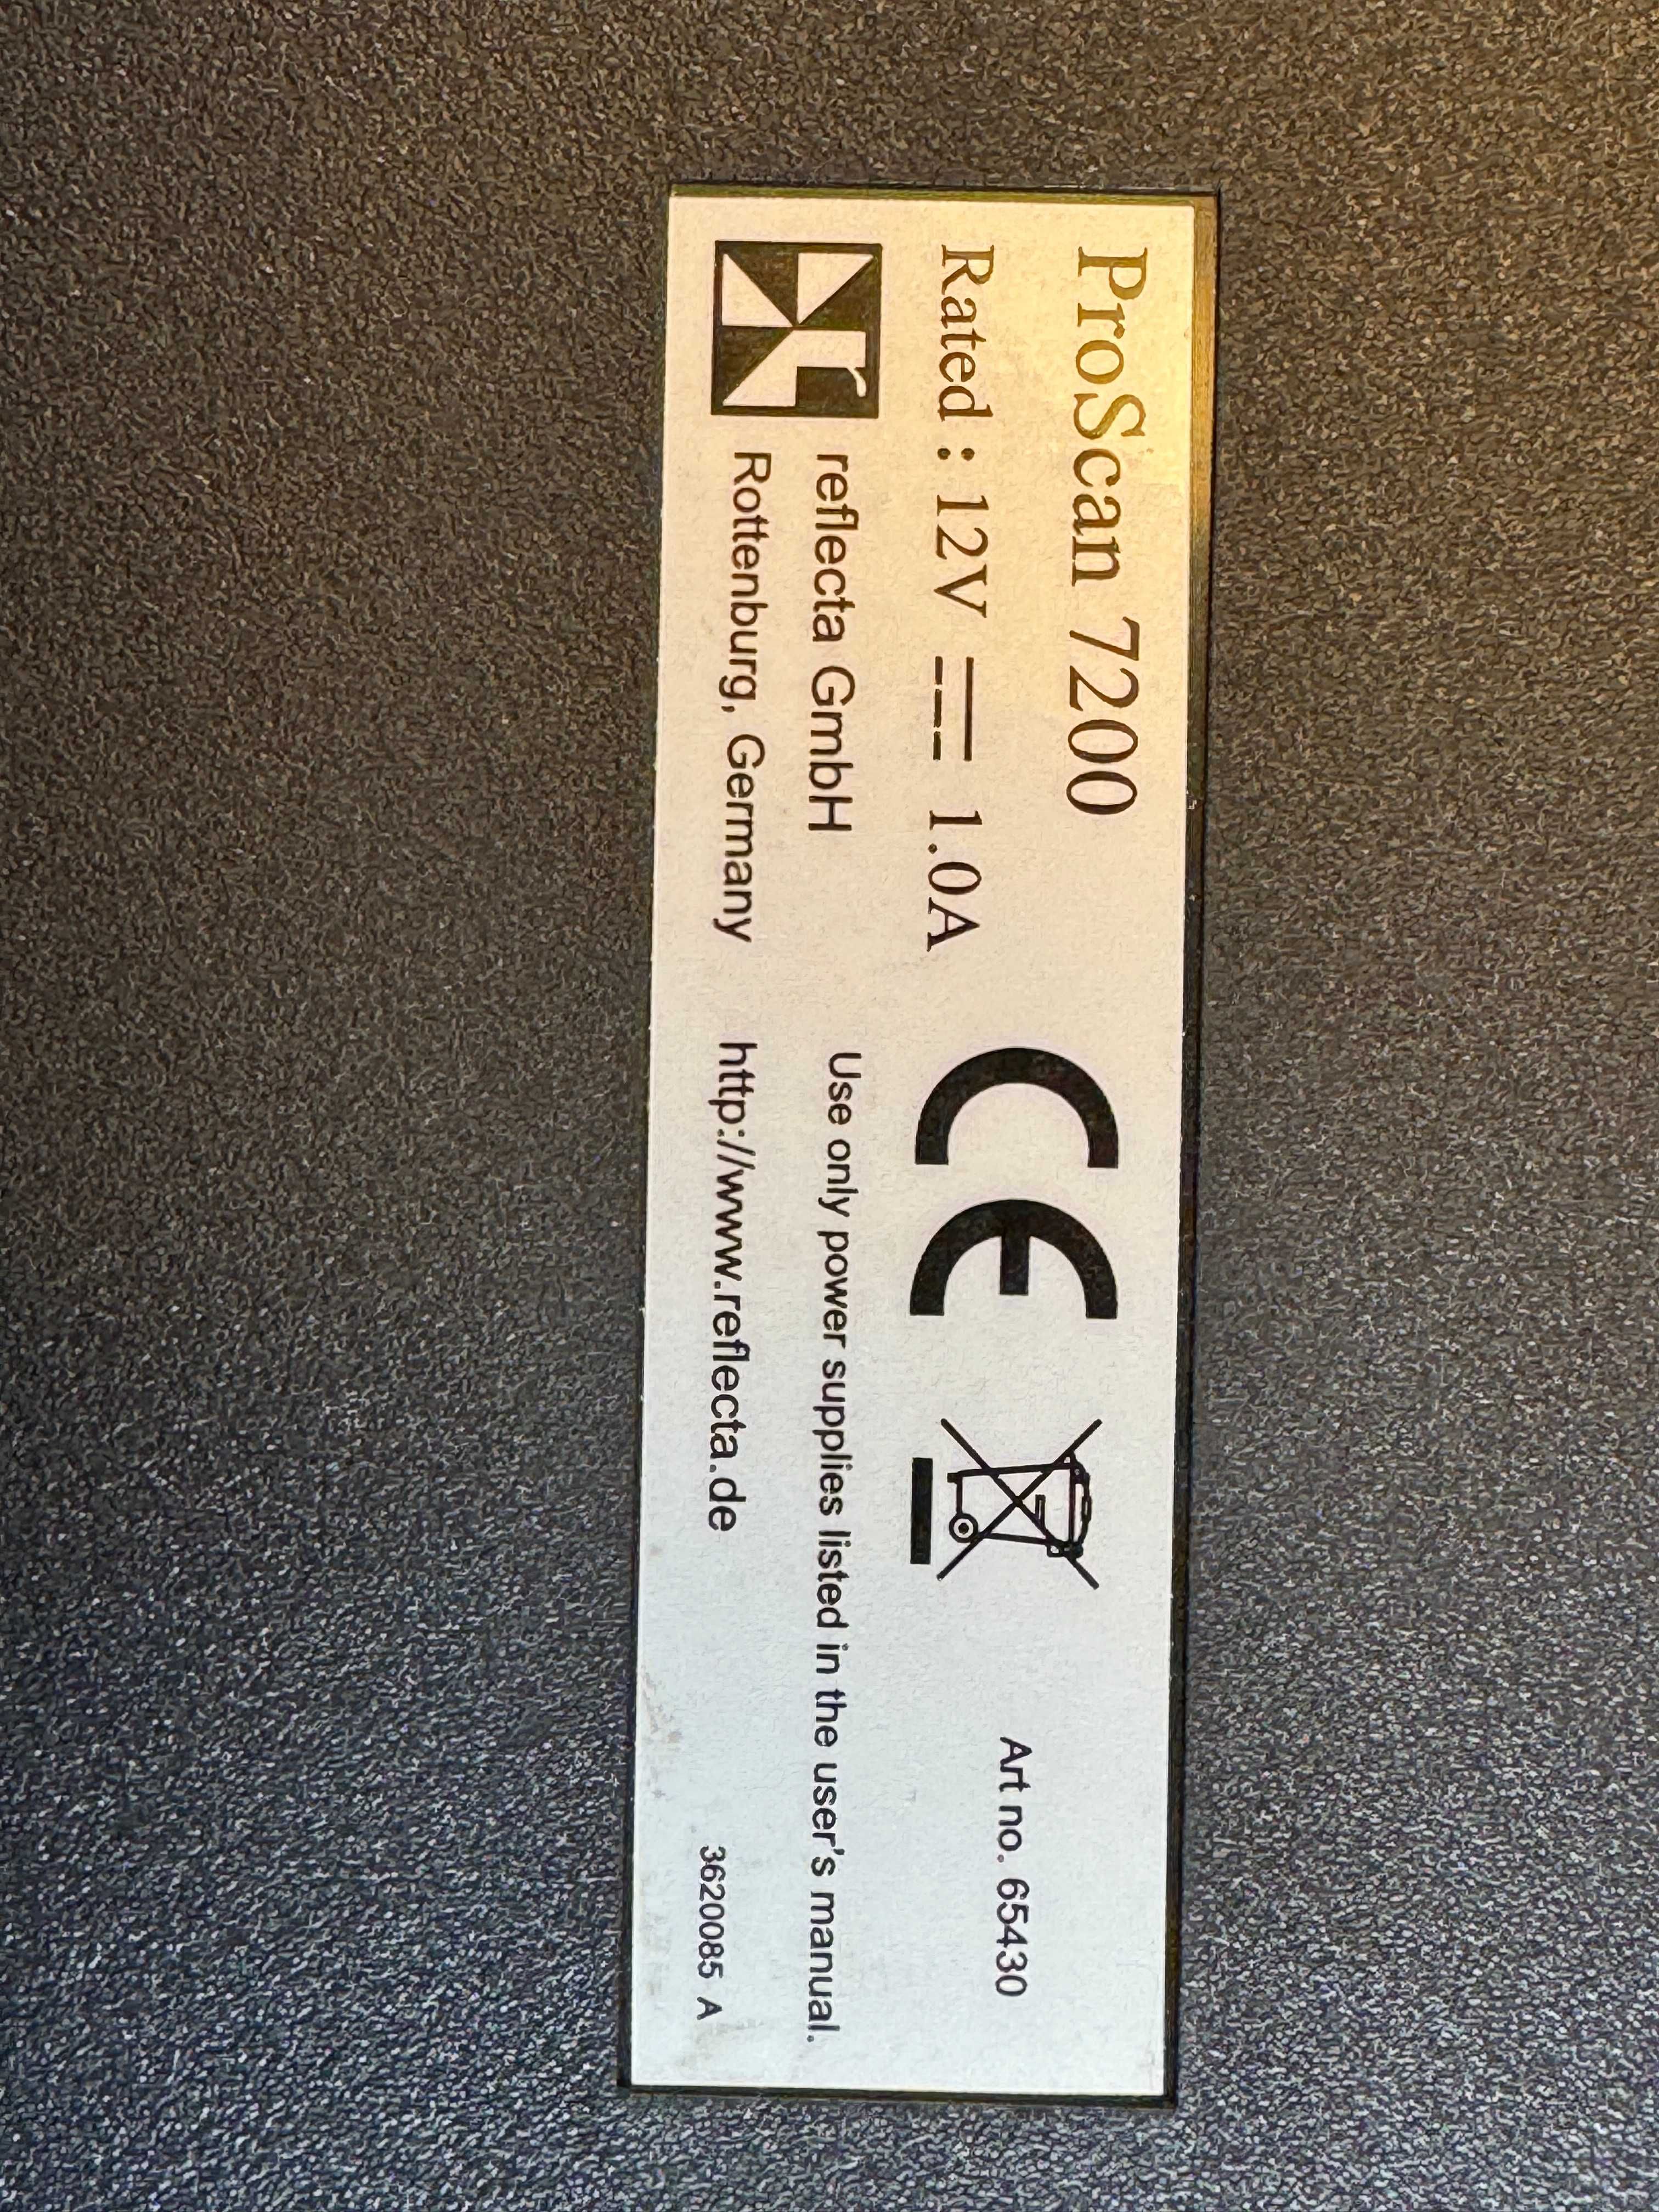 ProScan 7200
Rated : 12V ⎓ 1.0A
CE
Art no. 65430
r
reflecta GmbH
Rottenburg, Germany
Use only power supplies listed in the user's manual.
http://www.reflecta.de
3620085 A